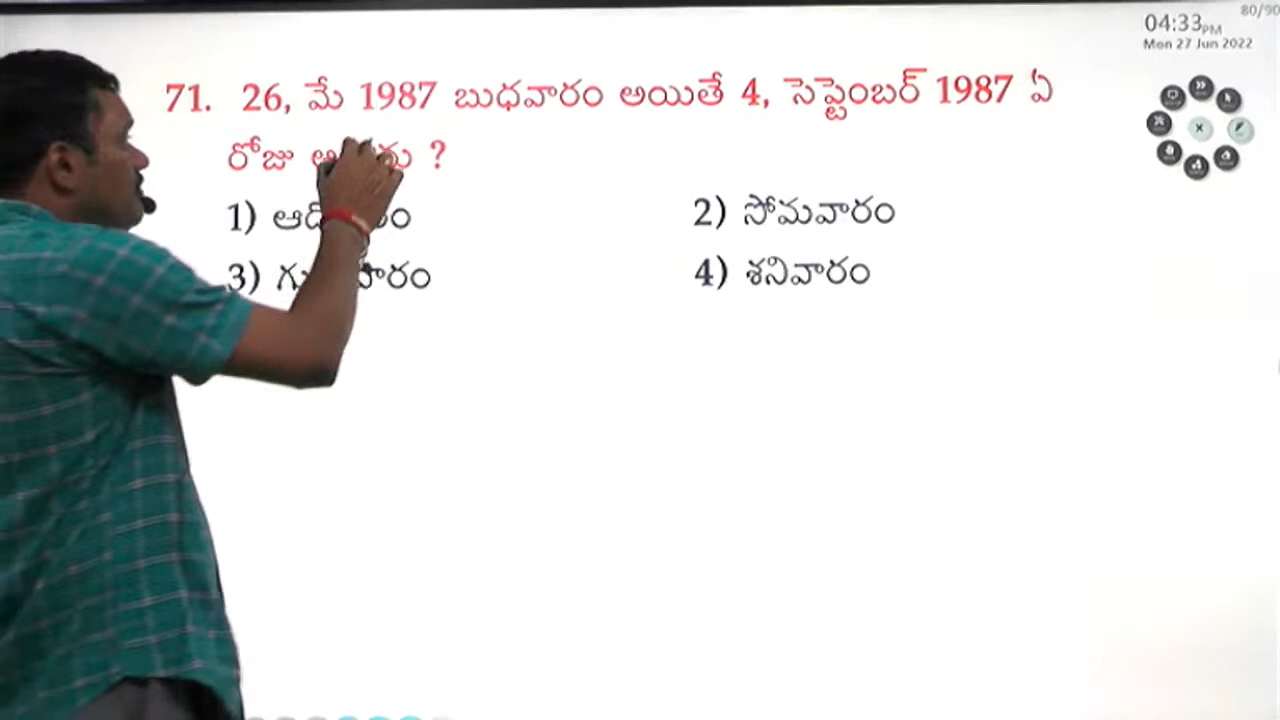 80/90
04:33PM
Mon 27 Jun 2022
71. 26, మే 1987 బుధవారం అయితే 4, సెప్టెంబర్ 1987 ఏ
రోజు ?
1)
2) సోమవారం
3)
4) శనివారం